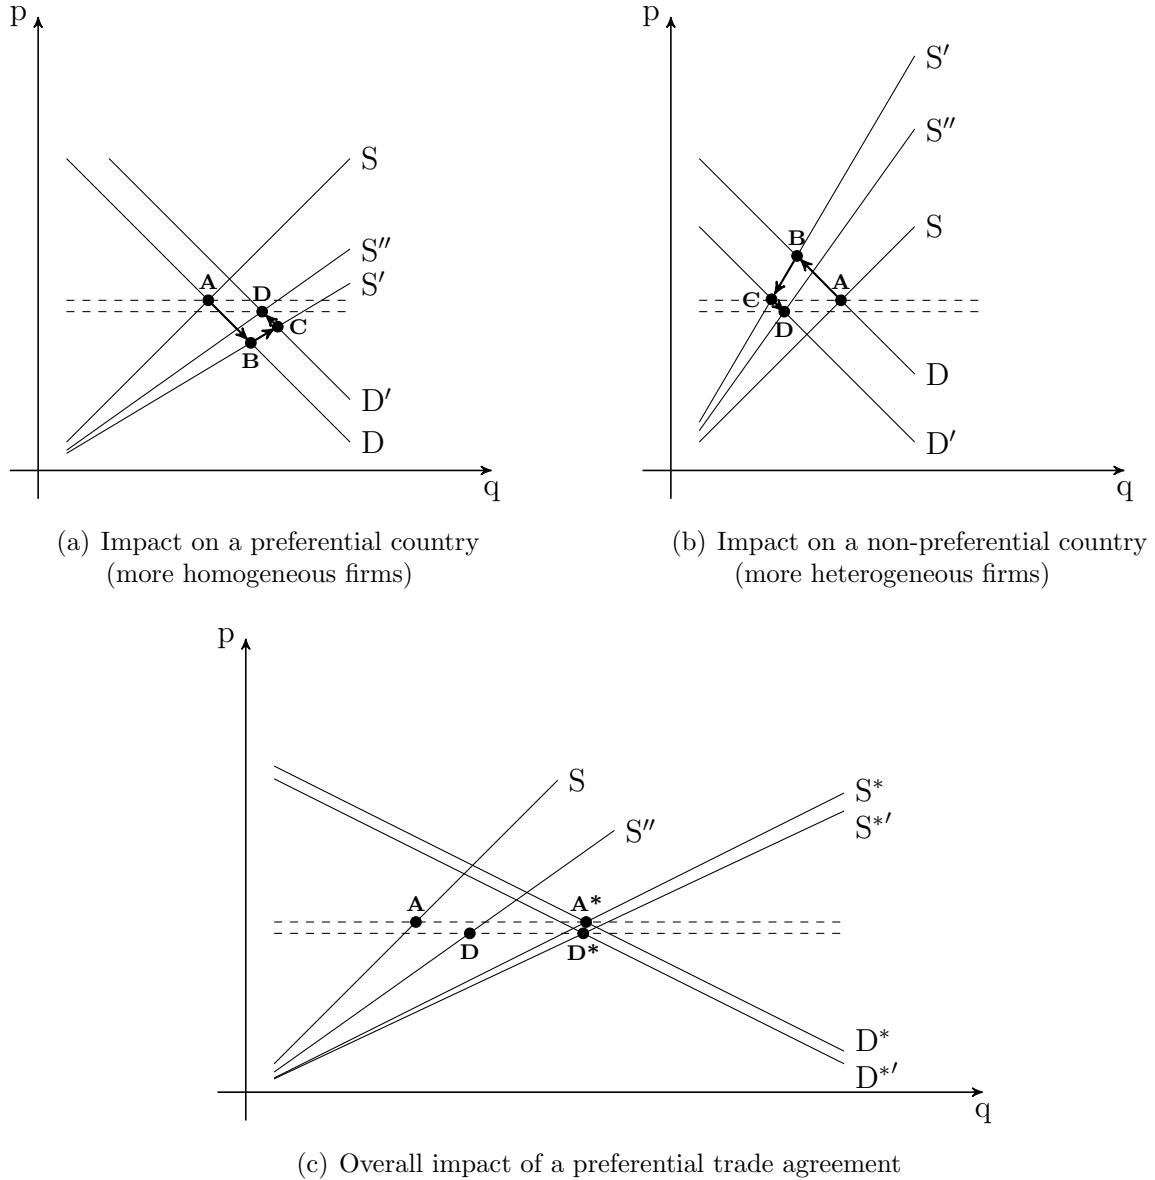 p
S
S′′
S′
A
D
C
B
D′
D
q
(a) Impact on a preferential country
(more homogeneous firms)
p
S′
S′′
S
B
A
C
D
D
D′
q
(b) Impact on a non-preferential country
(more heterogeneous firms)
p
S
S′′
S*
S*′
A
A*
D
D*
D*
D*′
q
(c) Overall impact of a preferential trade agreement